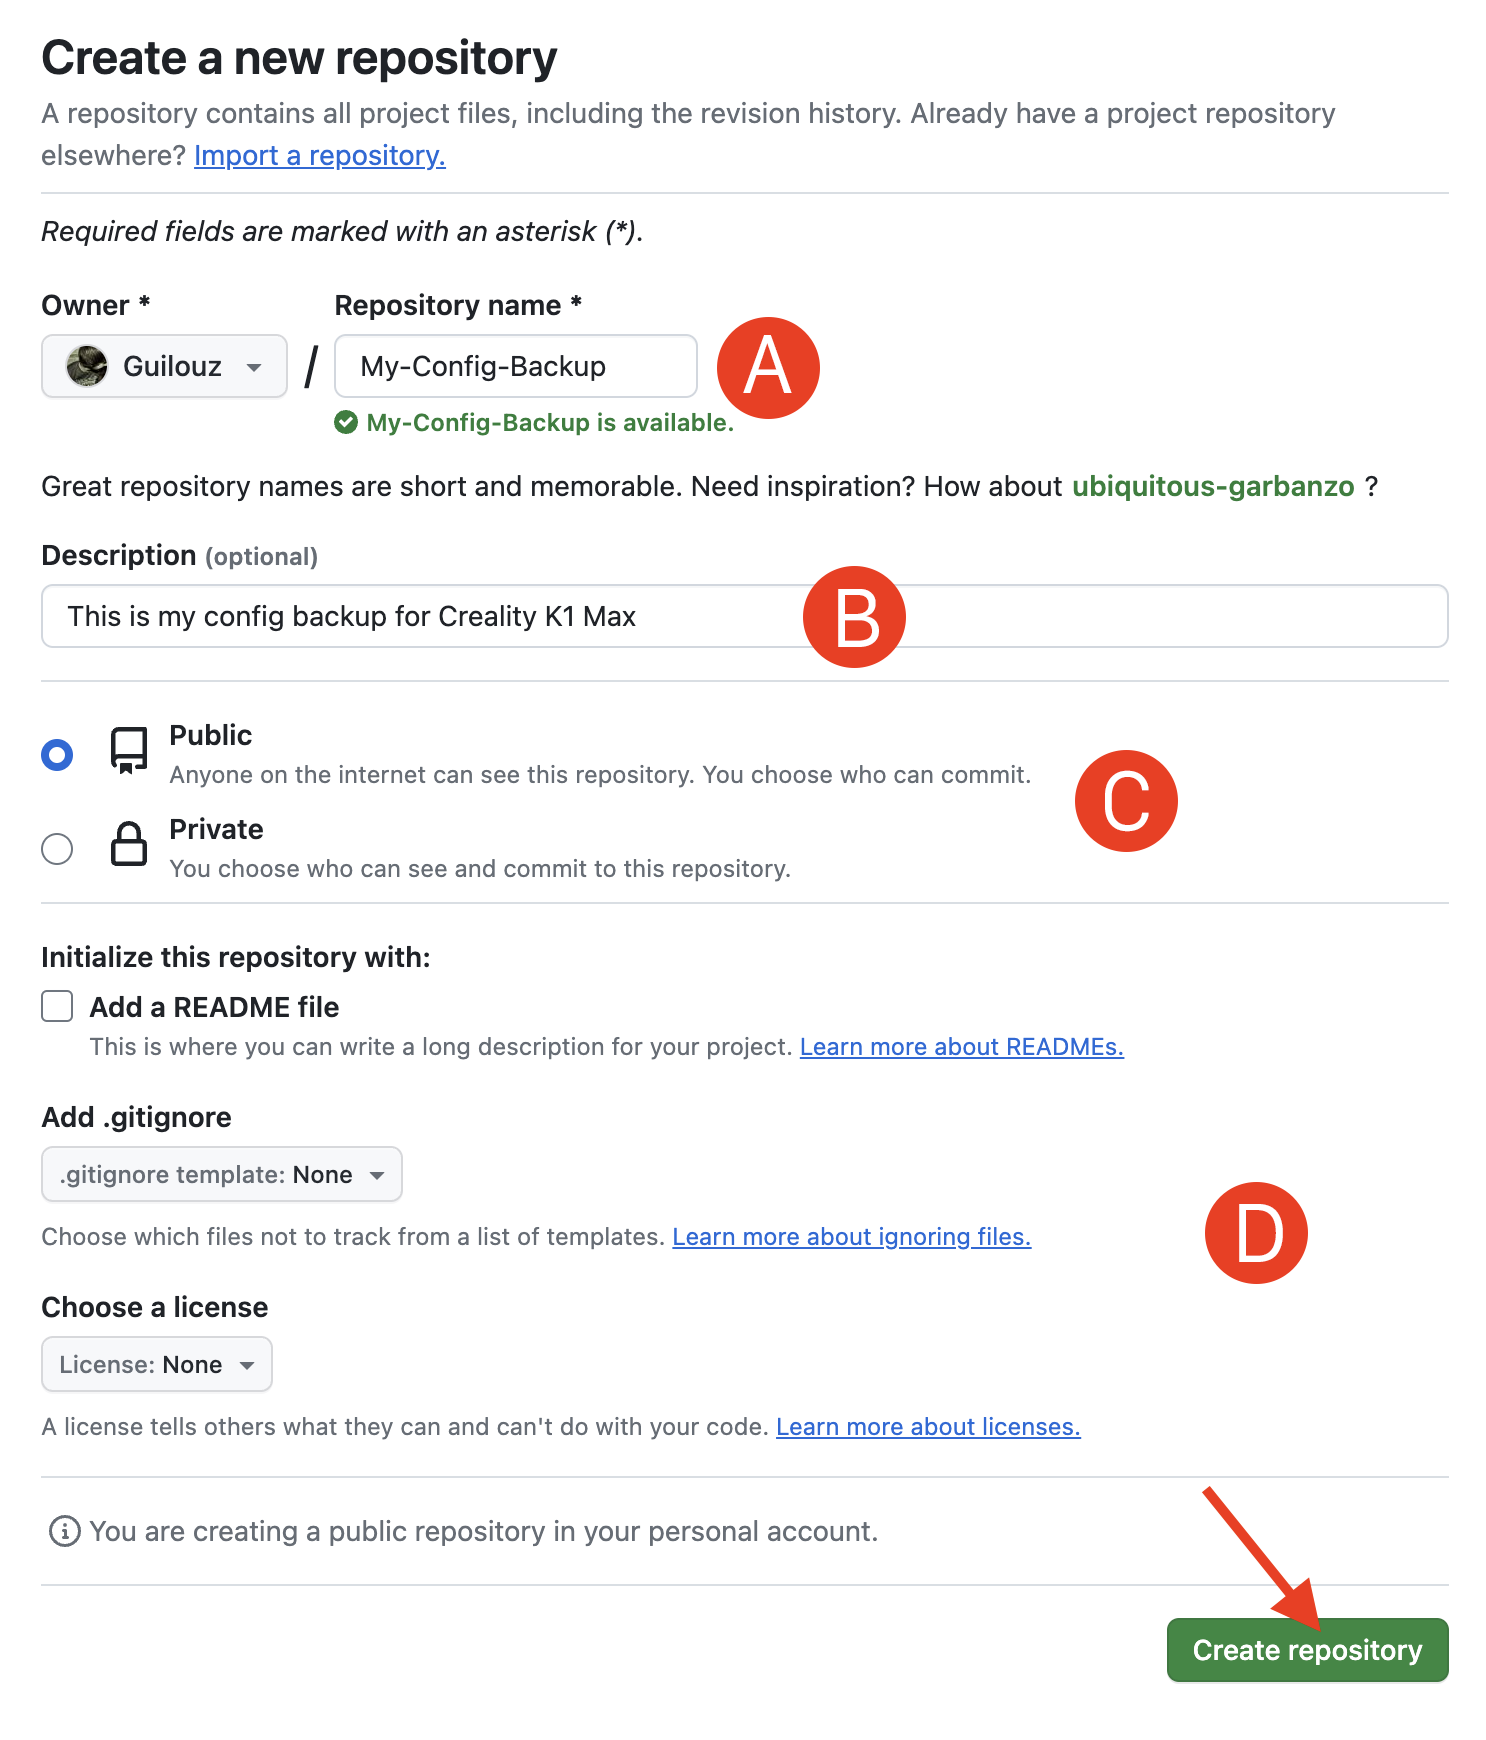 Create a new repository
A repository contains all project files, including the revision history. Already have a project repository
elsewhere? Import a repository.
Required fields are marked with an asterisk (*).
Owner * Repository name *
Guilouz / My-Config-Backup A
My-Config-Backup is available.
Great repository names are short and memorable. Need inspiration? How about ubiquitous-garbanzo ?
Description (optional)
This is my config backup for Creality K1 Max B
Public
Anyone on the internet can see this repository. You choose who can commit.
C
Private
You choose who can see and commit to this repository.
Initialize this repository with:
Add a README file
This is where you can write a long description for your project. Learn more about READMEs.
Add .gitignore
.gitignore template: None
Choose which files not to track from a list of templates. Learn more about ignoring files.
D
Choose a license
License: None
A license tells others what they can and can't do with your code. Learn more about licenses.
You are creating a public repository in your personal account.
Create repository